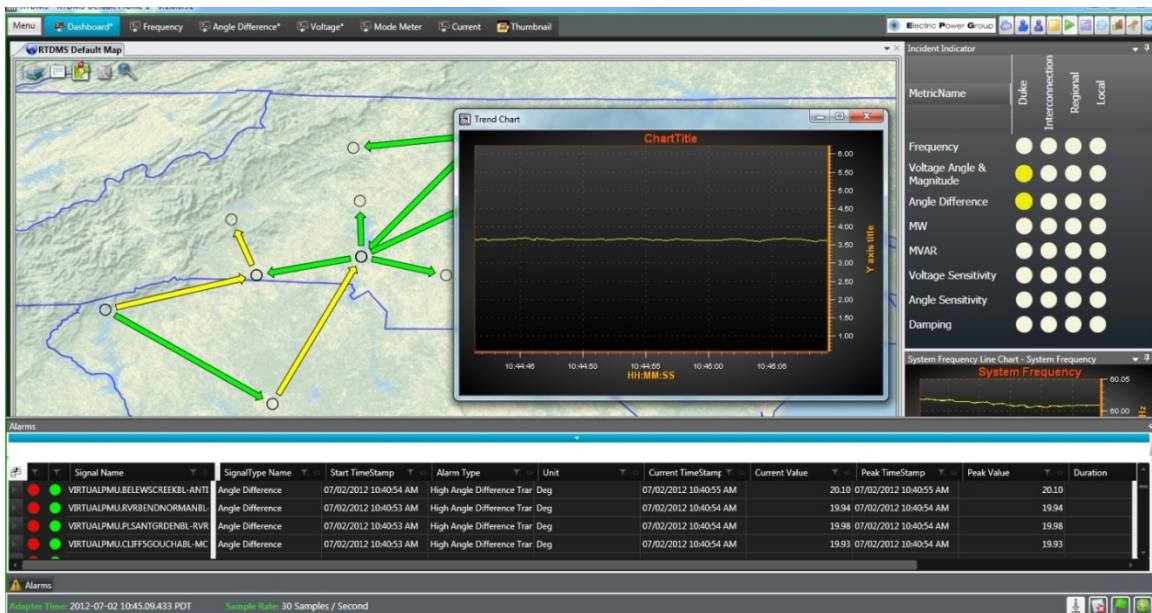 Menu Dashboard* Frequency Angle Difference* Voltage* Mode Meter Current Thumbnail Electric Power Group
RTDMS Default Map
Incident Indicator
MetricName Duke Interconnection Regional Local
Frequency
Voltage Angle &
Magnitude
Angle Difference
MW
MVAR
Voltage Sensitivity
Angle Sensitivity
Damping
Trend Chart
ChartTitle
6.00
5.50
5.00
4.50
4.00
3.50
3.00
2.50
2.00
1.50
1.00
Y axis title
10:44:45 10:44:50 10:44:55 10:45:00 10:45:05
HH:MM:SS
System Frequency Line Chart - System Frequency
System Frequency
60.05
60.00
Hz
Alarms
Signal Name SignalType Name Start TimeStamp Alarm Type Unit Current TimeStamp Current Value Peak TimeStamp Peak Value Duration
VIRTUALPMU.BELEWSCREEKBL-ANTI Angle Difference 07/02/2012 10:40:54 AM High Angle Difference Tran Deg 07/02/2012 10:40:55 AM 20.10 07/02/2012 10:40:55 AM 20.10
VIRTUALPMU.RVRBENDNORMANBL- Angle Difference 07/02/2012 10:40:53 AM High Angle Difference Tran Deg 07/02/2012 10:40:54 AM 19.94 07/02/2012 10:40:54 AM 19.94
VIRTUALPMU.PLSANTGRDENBL-RVR Angle Difference 07/02/2012 10:40:53 AM High Angle Difference Tran Deg 07/02/2012 10:40:54 AM 19.98 07/02/2012 10:40:54 AM 19.98
VIRTUALPMU.CLIFF5GOUCHABL-MC Angle Difference 07/02/2012 10:40:53 AM High Angle Difference Tran Deg 07/02/2012 10:40:54 AM 19.93 07/02/2012 10:40:54 AM 19.93
Alarms
Adapter Time: 2012-07-02 10:45.09.433 PDT Sample Rate: 30 Samples / Second